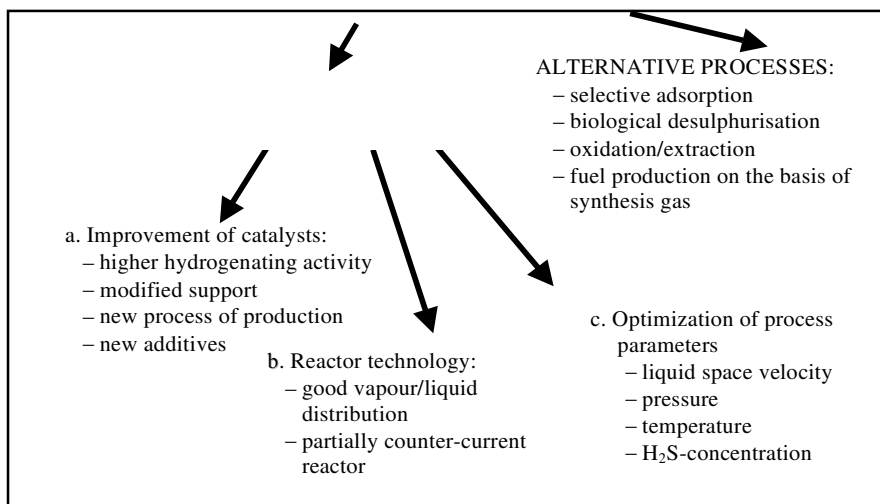 ALTERNATIVE PROCESSES:
– selective adsorption
– biological desulphurisation
– oxidation/extraction
– fuel production on the basis of
synthesis gas
a. Improvement of catalysts:
– higher hydrogenating activity
– modified support
– new process of production
– new additives
b. Reactor technology:
– good vapour/liquid
distribution
– partially counter-current
reactor
c. Optimization of process
parameters
– liquid space velocity
– pressure
– temperature
– H₂S-concentration